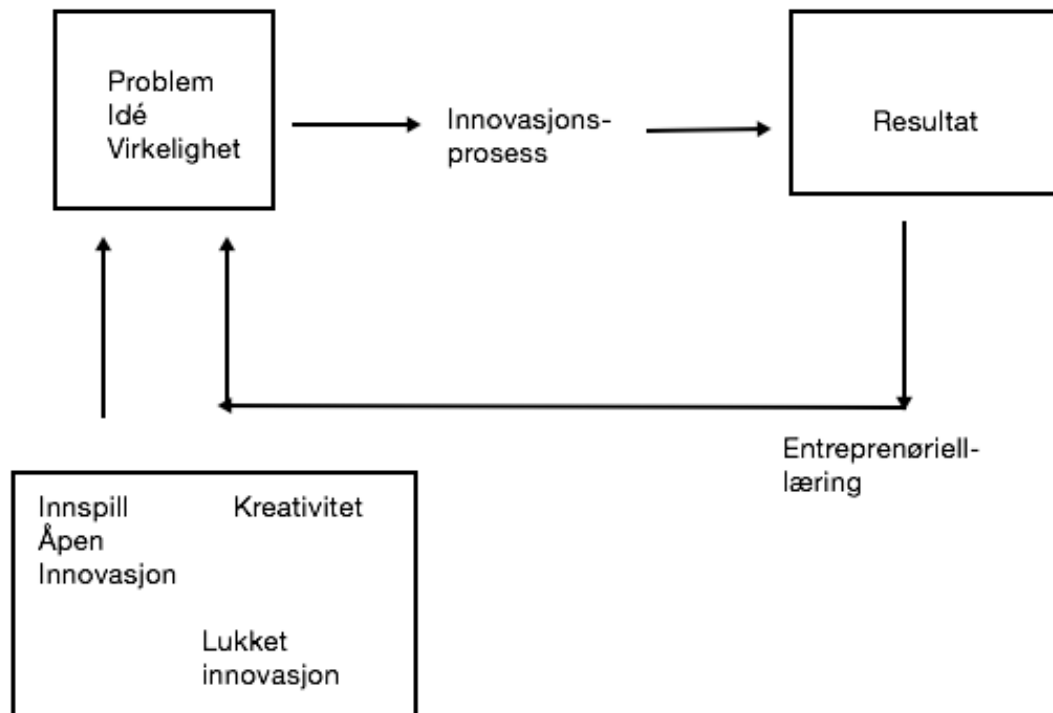 Problem
Idé
Virkelighet
Innovasjons-
prosess
Resultat
Entreprenøriell-
læring
Innspill
Åpen
Innovasjon
Kreativitet
Lukket
innovasjon